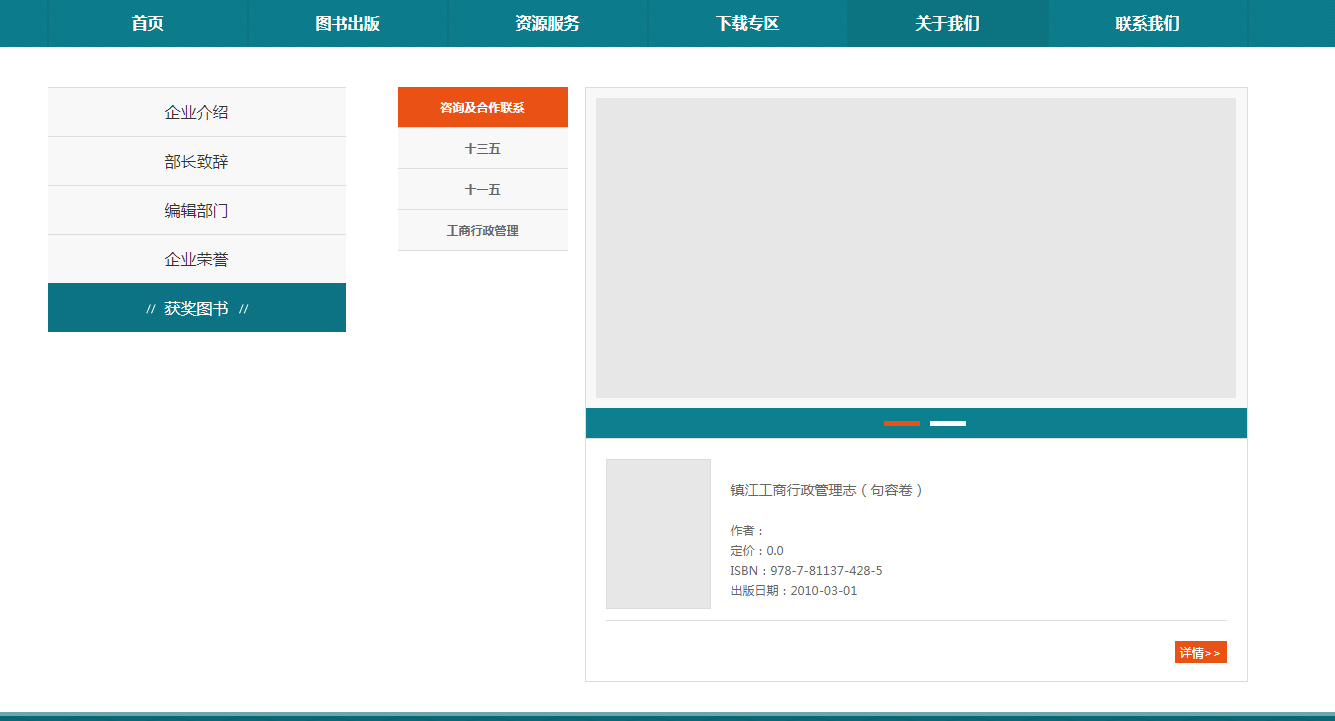 首页
图书出版
资源服务
下载专区
关于我们
联系我们
企业介绍
部长致辞
编辑部门
企业荣誉
// 获奖图书 //
咨询及合作联系
十三五
十一五
工商行政管理
镇江工商行政管理志（句容卷）
作者：
定价：0.0
ISBN：978-7-81137-428-5
出版日期：2010-03-01
详情>>